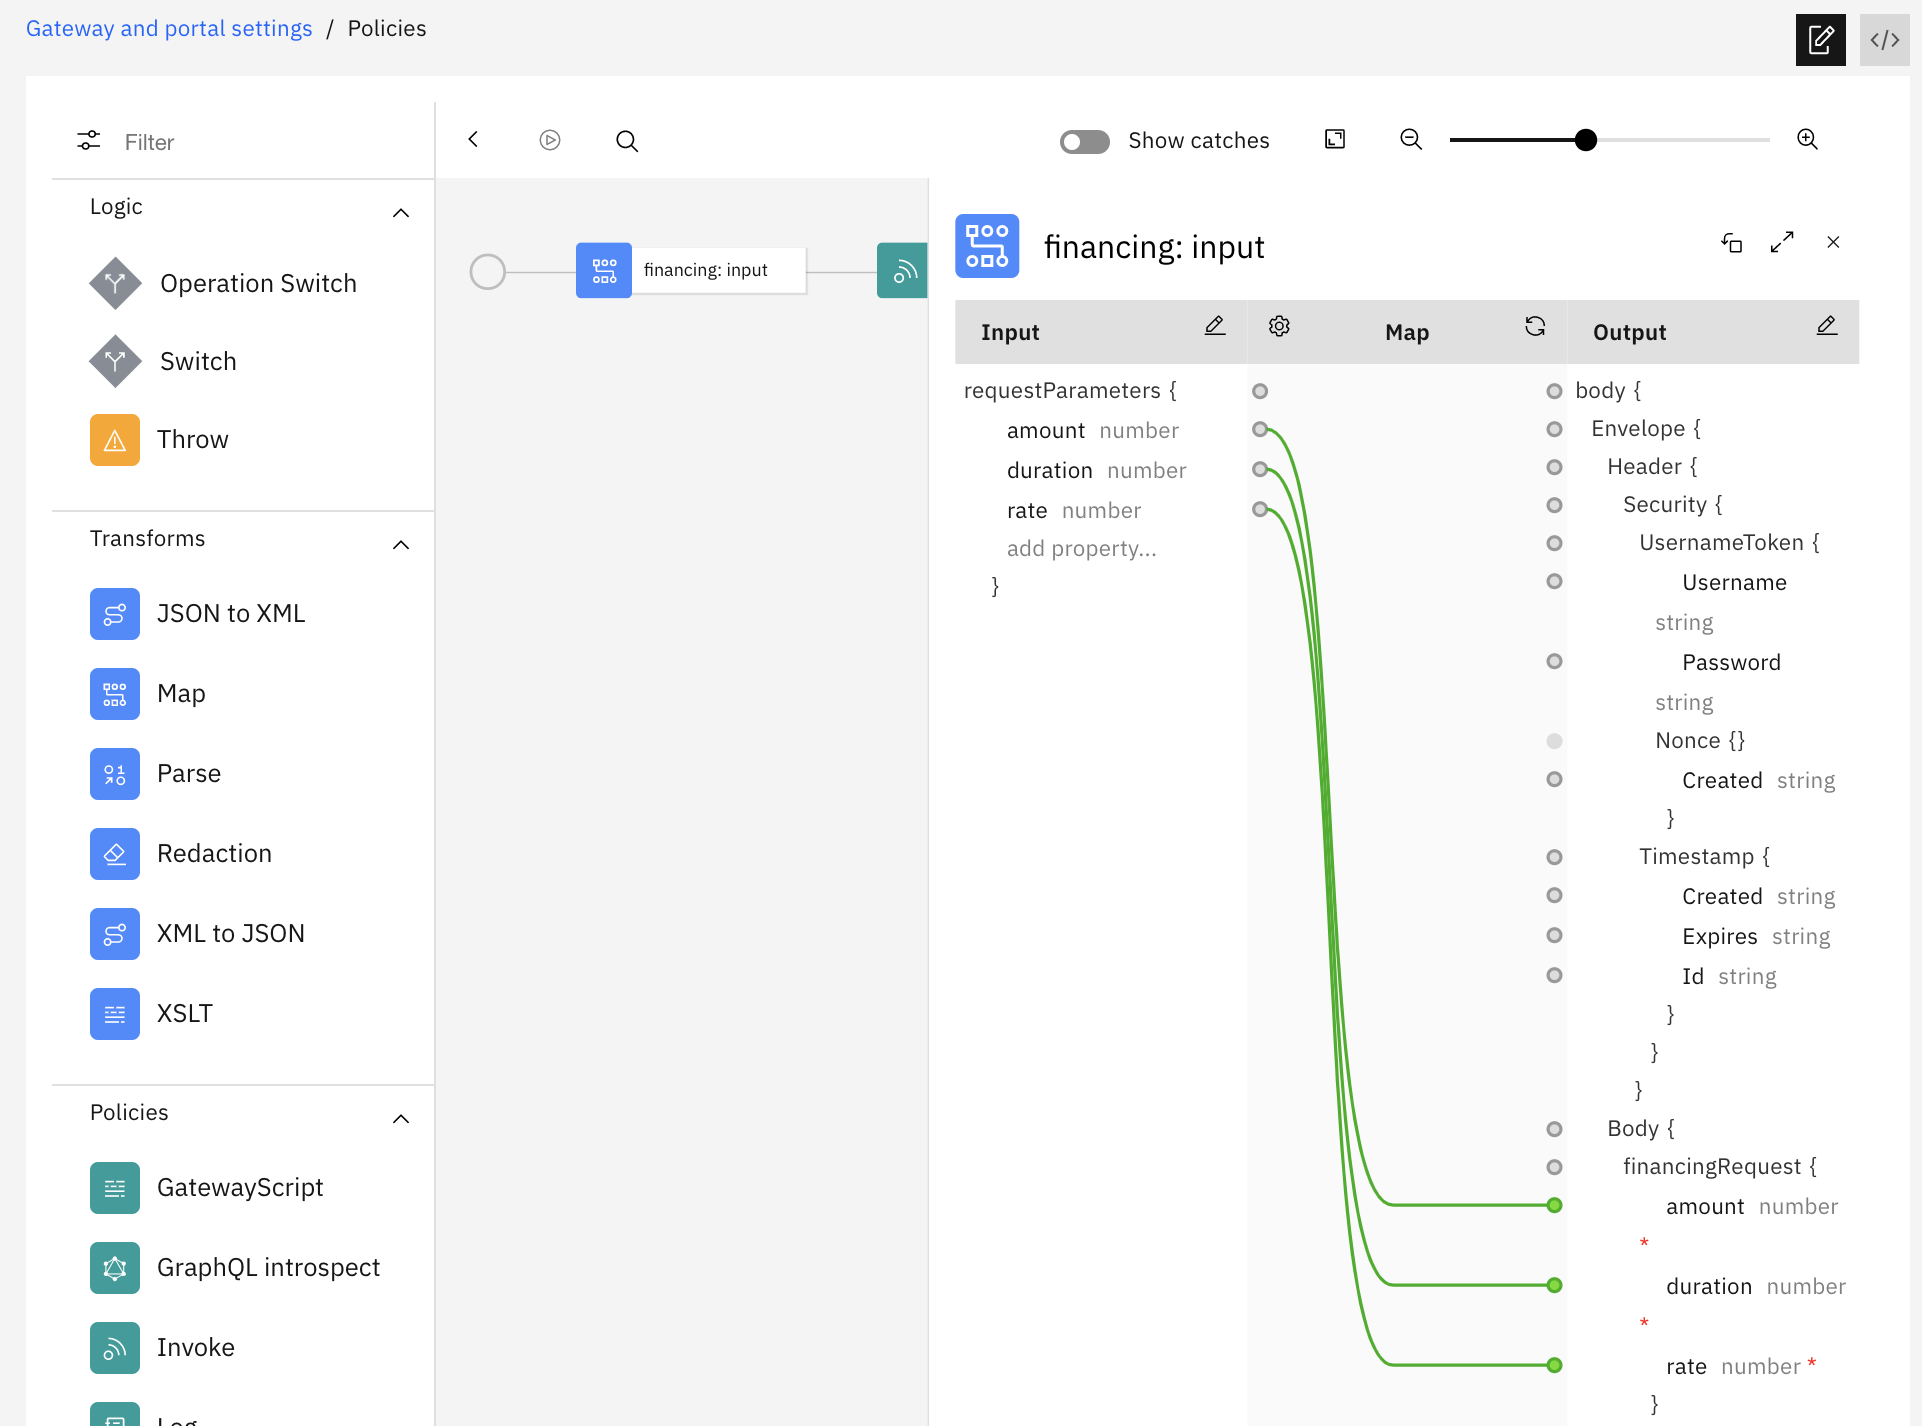 Gateway and portal settings / Policies
</>
Filter
Show catches
Logic
Operation Switch
Switch
Throw
Transforms
JSON to XML
Map
Parse
Redaction
XML to JSON
XSLT
Policies
GatewayScript
GraphQL introspect
Invoke
Log
financing: input
financing: input
Input
Map
Output
requestParameters {
amount number
duration number
rate number
add property...
}
body {
Envelope {
Header {
Security {
UsernameToken {
Username
string
Password
string
Nonce {}
Created string
}
Timestamp {
Created string
Expires string
Id string
}
}
}
Body {
financingRequest {
amount number
*
duration number
*
rate number *
}